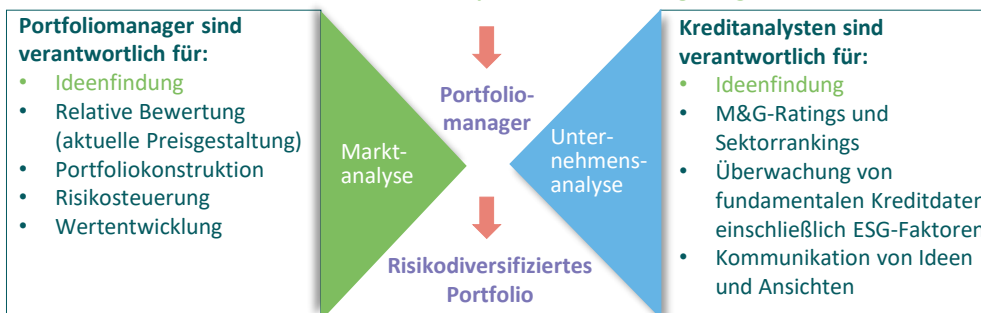 Portfoliomanager sind
verantwortlich für:
• Ideenfindung
• Relative Bewertung
(aktuelle Preisgestaltung)
• Portfoliokonstruktion
• Risikosteuerung
• Wertentwicklung
Markt-
analyse
Portfolio-
manager
Risikodiversifiziertes
Portfolio
Unter-
nehmens-
analyse
Kreditanalysten sind
verantwortlich für:
• Ideenfindung
• M&G-Ratings und
Sektorrankings
• Überwachung von
fundamentalen Kreditdaten
einschließlich ESG-Faktoren
• Kommunikation von Ideen
und Ansichten